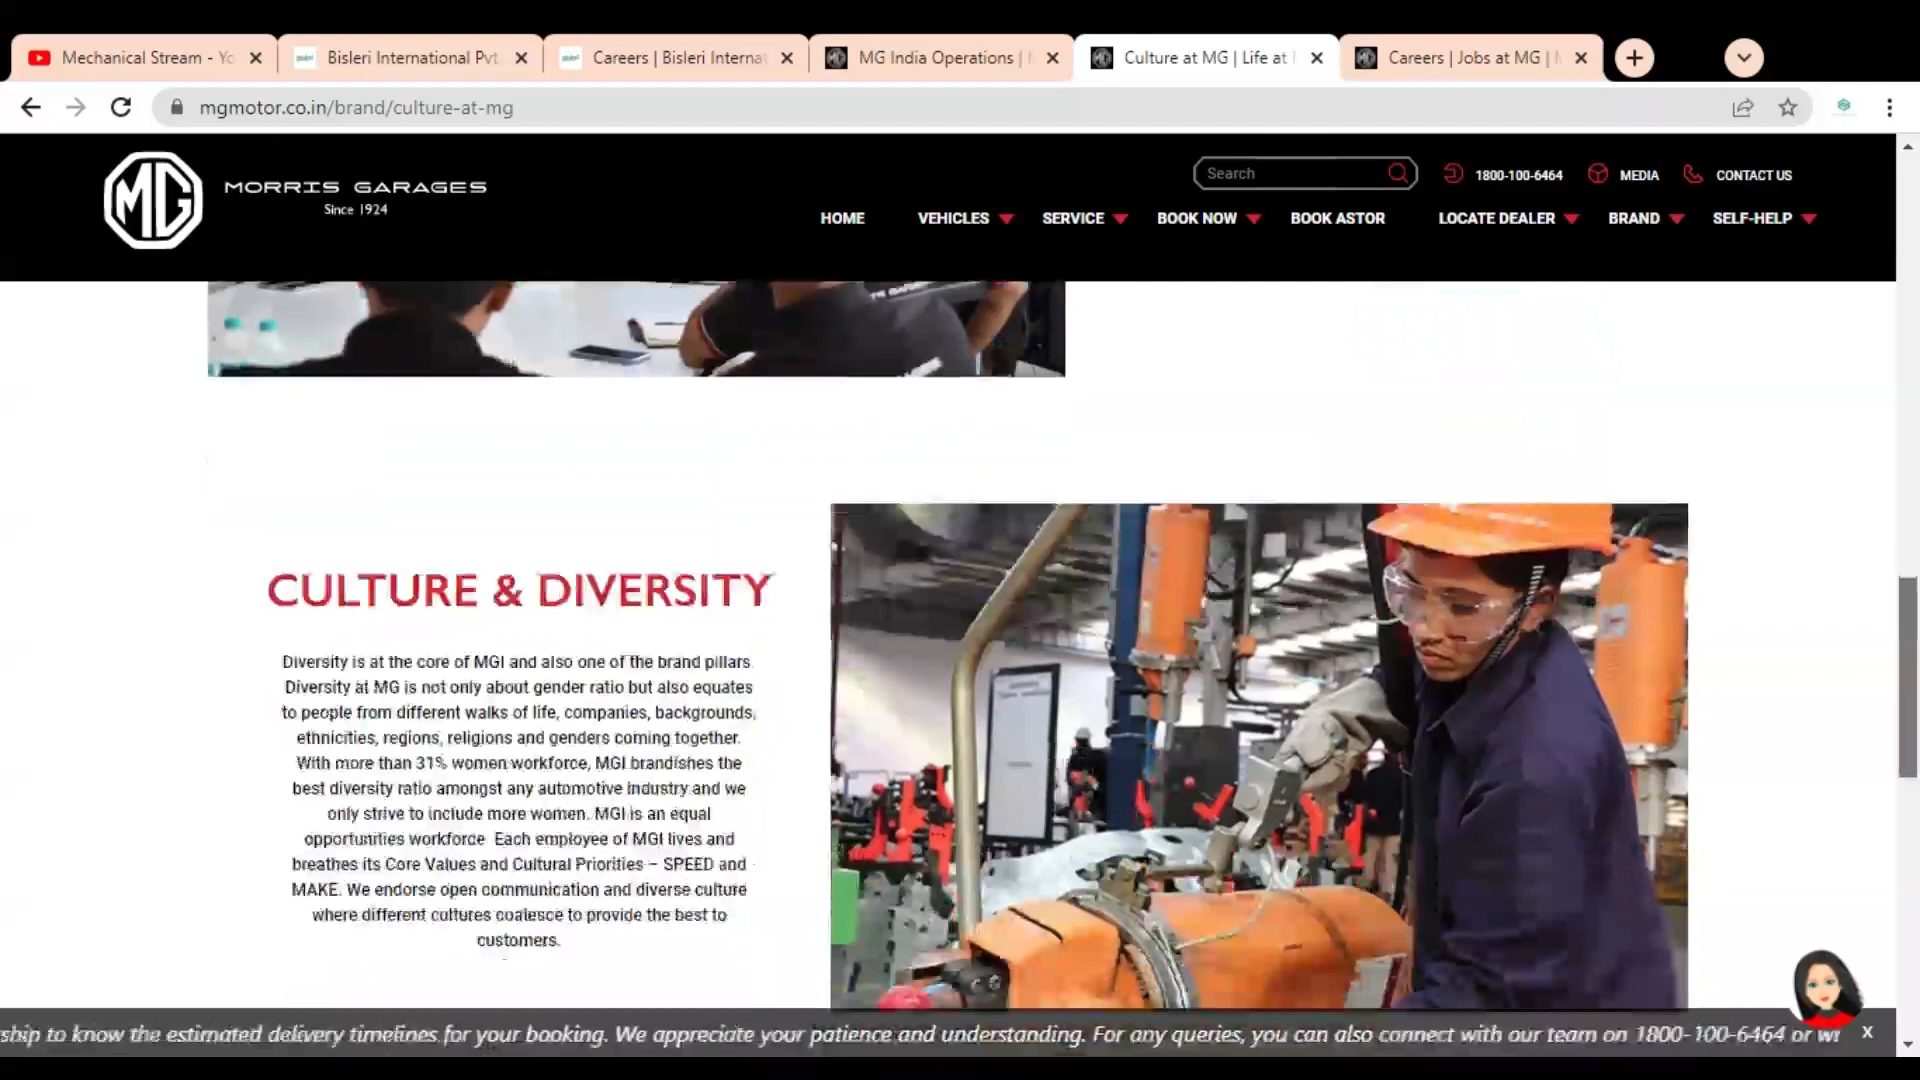 Mechanical Stream - Yo
Bisleri International Pvt
Careers | Bisleri Internat
MG India Operations |
Culture at MG | Life at
Careers | Jobs at MG |
mgmotor.co.in/brand/culture-at-mg
MG
MORRIS GARAGES
Since 1924
Search
1800-100-6464
MEDIA
CONTACT US
HOME
VEHICLES
SERVICE
BOOK NOW
BOOK ASTOR
LOCATE DEALER
BRAND
SELF-HELP
CULTURE & DIVERSITY
Diversity is at the core of MGI and also one of the brand pillars.
Diversity at MG is not only about gender ratio but also equates
to people from different walks of life, companies, backgrounds,
ethnicities, regions, religions and genders coming together.
With more than 31% women workforce, MGI brandishes the
best diversity ratio amongst any automotive industry and we
only strive to include more women. MGI is an equal
opportunities workforce. Each employee of MGI lives and
breathes its Core Values and Cultural Priorities – SPEED and
MAKE. We endorse open communication and diverse culture
where different cultures coalesce to provide the best to
customers.
ship to know the estimated delivery timelines for your booking. We appreciate your patience and understanding. For any queries, you can also connect with our team on 1800-100-6464 or
x